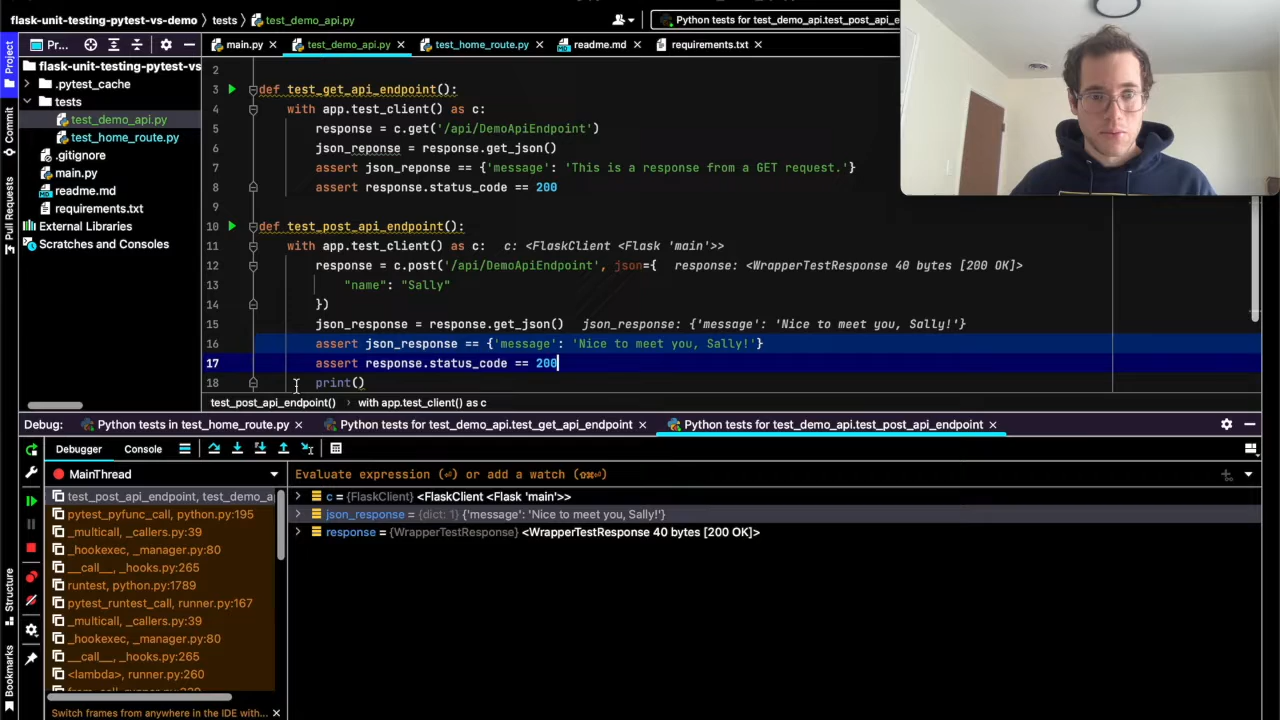 flask-unit-testing-pytest-vs-demo › tests › test_demo_api.py
Python tests for test_demo_api.test_post_api_e
Project
Commit
Pull Requests
Structure
Bookmarks
Pr...
main.py
test_demo_api.py
test_home_route.py
readme.md
requirements.txt
flask-unit-testing-pytest-vs
.pytest_cache
tests
test_demo_api.py
test_home_route.py
.gitignore
main.py
readme.md
requirements.txt
External Libraries
Scratches and Consoles
2
3 def test_get_api_endpoint():
4 with app.test_client() as c:
5 response = c.get('/api/DemoApiEndpoint')
6 json_reponse = response.get_json()
7 assert json_reponse == {'message': 'This is a response from a GET request.'}
8 assert response.status_code == 200
9
10 def test_post_api_endpoint():
11 with app.test_client() as c: c: <FlaskClient <Flask 'main'>>
12 response = c.post('/api/DemoApiEndpoint', json={ response: <WrapperTestResponse 40 bytes [200 OK]>
13 "name": "Sally"
14 })
15 json_response = response.get_json() json_response: {'message': 'Nice to meet you, Sally!'}
16 assert json_response == {'message': 'Nice to meet you, Sally!'}
17 assert response.status_code == 200
18 print()
test_post_api_endpoint() › with app.test_client() as c
Debug: Python tests in test_home_route.py Python tests for test_demo_api.test_get_api_endpoint Python tests for test_demo_api.test_post_api_endpoint
Debugger Console
MainThread
Evaluate expression (⏎) or add a watch (⇧⌘⏎)
test_post_api_endpoint, test_demo_a
pytest_pyfunc_call, python.py:195
_multicall, _callers.py:39
_hookexec, _manager.py:80
__call__, _hooks.py:265
runtest, python.py:1789
pytest_runtest_call, runner.py:167
_multicall, _callers.py:39
_hookexec, _manager.py:80
__call__, _hooks.py:265
<lambda>, runner.py:260
Switch frames from anywhere in the IDE with...
c = {FlaskClient} <FlaskClient <Flask 'main'>>
json_response = {dict: 1} {'message': 'Nice to meet you, Sally!'}
response = {WrapperTestResponse} <WrapperTestResponse 40 bytes [200 OK]>